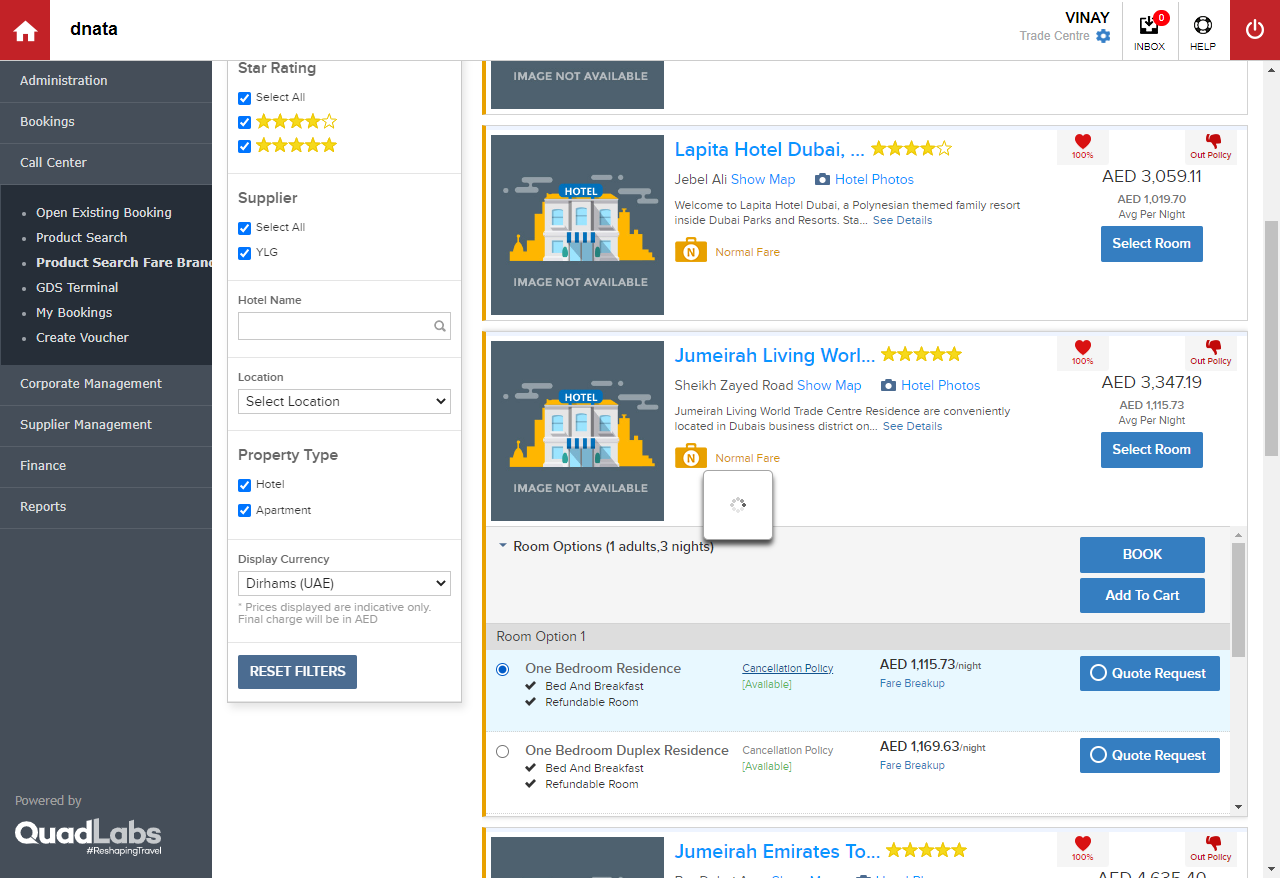 dnata
VINAY
Trade Centre
0
INBOX
HELP
Administration
Bookings
Call Center
Open Existing Booking
Product Search
Product Search Fare Brand
GDS Terminal
My Bookings
Create Voucher
Corporate Management
Supplier Management
Finance
Reports
Powered by
QuadLabs
#ReshapingTravel
Star Rating
Select All
Supplier
Select All
YLG
Hotel Name
Location
Select Location
Property Type
Hotel
Apartment
Display Currency
Dirhams (UAE)
* Prices displayed are indicative only.
Final charge will be in AED
RESET FILTERS
IMAGE NOT AVAILABLE
HOTEL
IMAGE NOT AVAILABLE
Lapita Hotel Dubai, ...
Jebel Ali Show Map Hotel Photos
Welcome to Lapita Hotel Dubai, a Polynesian themed family resort
inside Dubai Parks and Resorts. Sta... See Details
N Normal Fare
100%
Out Policy
AED 3,059.11
AED 1,019.70
Avg Per Night
Select Room
HOTEL
IMAGE NOT AVAILABLE
Jumeirah Living Worl...
Sheikh Zayed Road Show Map Hotel Photos
Jumeirah Living World Trade Centre Residence are conveniently
located in Dubais business district on... See Details
N Normal Fare
100%
Out Policy
AED 3,347.19
AED 1,115.73
Avg Per Night
Select Room
Room Options (1 adults,3 nights)
BOOK
Add To Cart
Room Option 1
One Bedroom Residence
Bed And Breakfast
Refundable Room
Cancellation Policy
[Available]
AED 1,115.73/night
Fare Breakup
Quote Request
One Bedroom Duplex Residence
Bed And Breakfast
Refundable Room
Cancellation Policy
[Available]
AED 1,169.63/night
Fare Breakup
Quote Request
Jumeirah Emirates To...
100%
Out Policy
AED 4,635.40